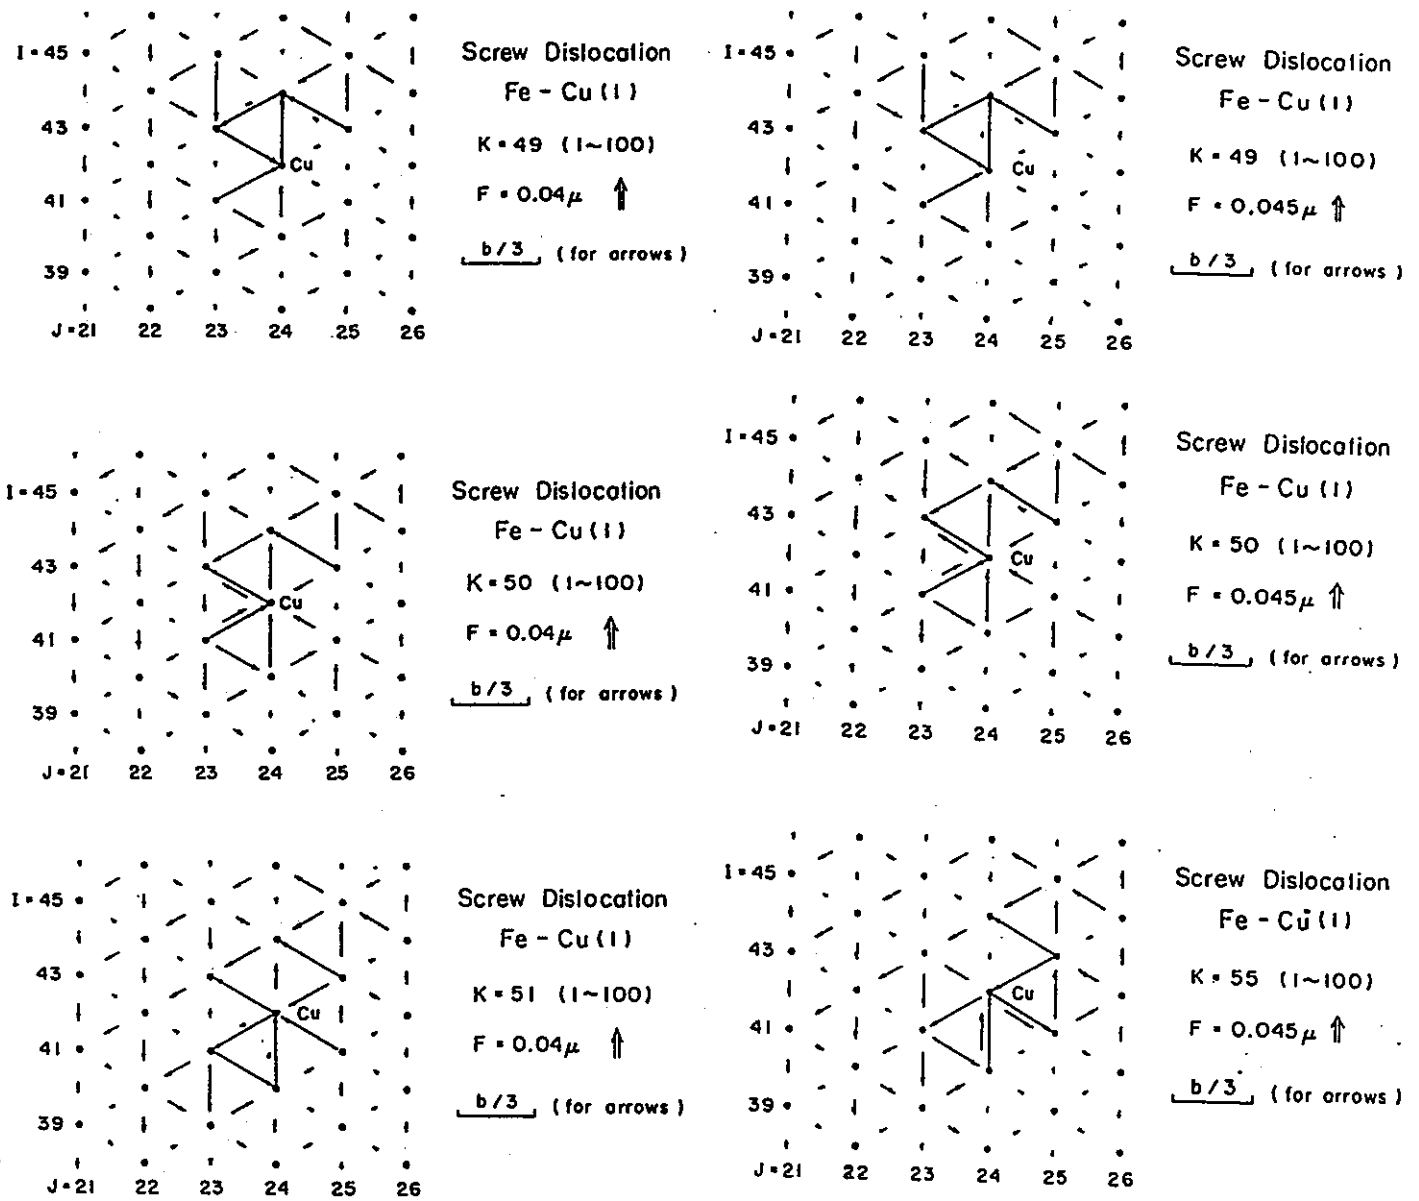 I=45
43
41
39
J=21 22 23 24 25 26
Cu
Screw Dislocation
Fe-Cu(1)
K=49 (1~100)
F=0.04μ ⇑
b/3 (for arrows)
I=45
43
41
39
J=21 22 23 24 25 26
Cu
Screw Dislocation
Fe-Cu(1)
K=49 (1~100)
F=0.045μ ⇑
b/3 (for arrows)
I=45
43
41
39
J=21 22 23 24 25 26
Cu
Screw Dislocation
Fe-Cu(1)
K=50 (1~100)
F=0.04μ ⇑
b/3 (for arrows)
I=45
43
41
39
J=21 22 23 24 25 26
Cu
Screw Dislocation
Fe-Cu(1)
K=50 (1~100)
F=0.045μ ⇑
b/3 (for arrows)
I=45
43
41
39
J=21 22 23 24 25 26
Cu
Screw Dislocation
Fe-Cu(1)
K=51 (1~100)
F=0.04μ ⇑
b/3 (for arrows)
I=45
43
41
39
J=21 22 23 24 25 26
Cu
Screw Dislocation
Fe-Cu(1)
K=55 (1~100)
F=0.045μ ⇑
b/3 (for arrows)